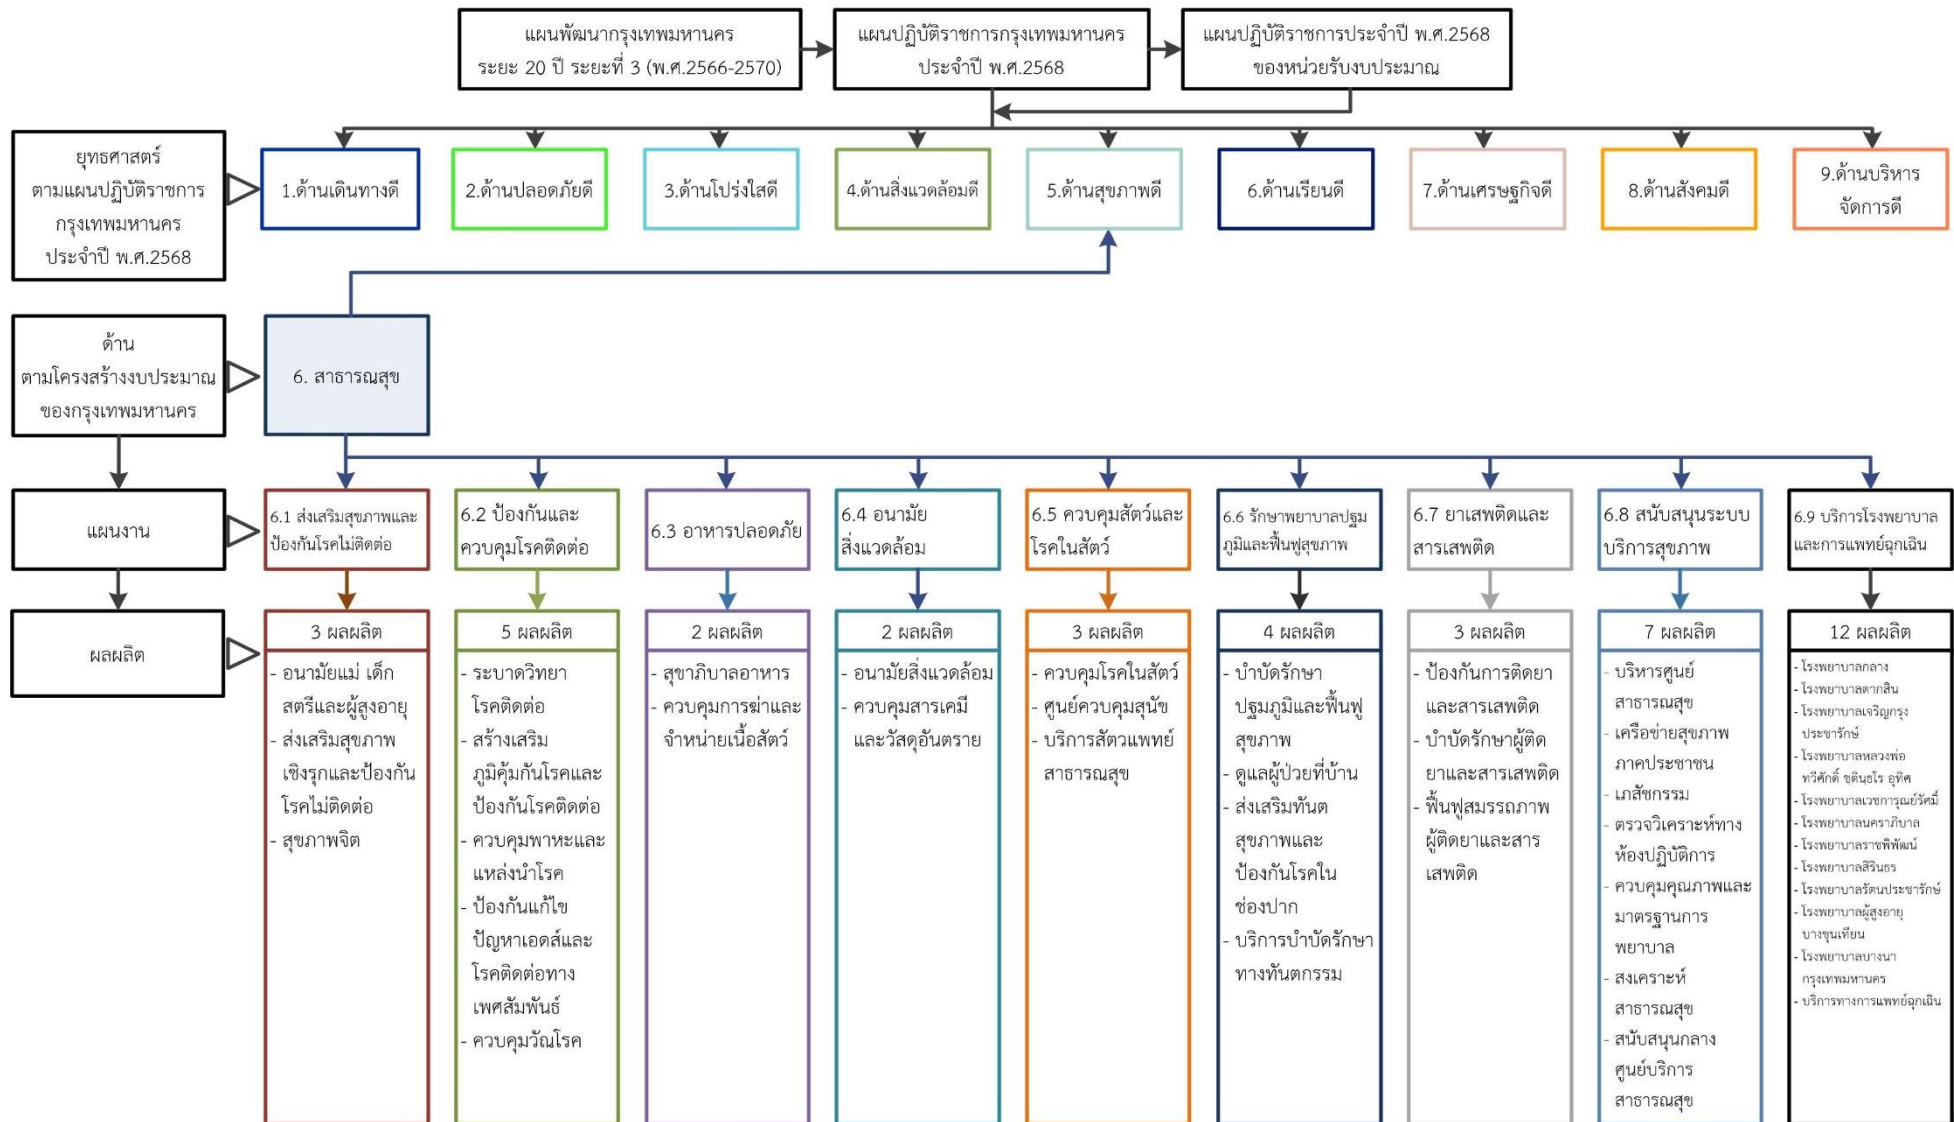 แผนพัฒนากรุงเทพมหานคร
ระยะ 20 ปี ระยะที่ 3 (พ.ศ.2566-2570)
แผนปฏิบัติราชการกรุงเทพมหานคร
ประจำปี พ.ศ.2568
แผนปฏิบัติราชการประจำปี พ.ศ.2568
ของหน่วยรับงบประมาณ
ยุทธศาสตร์
ตามแผนปฏิบัติราชการ
กรุงเทพมหานคร
ประจำปี พ.ศ.2568
1.ด้านเดินทางดี
2.ด้านปลอดภัยดี
3.ด้านโปร่งใสดี
4.ด้านสิ่งแวดล้อมดี
5.ด้านสุขภาพดี
6.ด้านเรียนดี
7.ด้านเศรษฐกิจดี
8.ด้านสังคมดี
9.ด้านบริหาร
จัดการดี
ด้าน
ตามโครงสร้างงบประมาณ
ของกรุงเทพมหานคร
6. สาธารณสุข
แผนงาน
6.1 ส่งเสริมสุขภาพและ
ป้องกันโรคไม่ติดต่อ
6.2 ป้องกันและ
ควบคุมโรคติดต่อ
6.3 อาหารปลอดภัย
6.4 อนามัย
สิ่งแวดล้อม
6.5 ควบคุมสัตว์และ
โรคในสัตว์
6.6 รักษาพยาบาลปฐม
ภูมิและฟื้นฟูสุขภาพ
6.7 ยาเสพติดและ
สารเสพติด
6.8 สนับสนุนระบบ
บริการสุขภาพ
6.9 บริการโรงพยาบาล
และการแพทย์ฉุกเฉิน
ผลผลิต
3 ผลผลิต
- อนามัยแม่ เด็ก
สตรีและผู้สูงอายุ
- ส่งเสริมสุขภาพ
เชิงรุกและป้องกัน
โรคไม่ติดต่อ
- สุขภาพจิต
5 ผลผลิต
- ระบาดวิทยา
โรคติดต่อ
- สร้างเสริม
ภูมิคุ้มกันโรคและ
ป้องกันโรคติดต่อ
- ควบคุมพาหะและ
แหล่งนำโรค
- ป้องกันแก้ไข
ปัญหาเอดส์และ
โรคติดต่อทาง
เพศสัมพันธ์
- ควบคุมวัณโรค
2 ผลผลิต
- สุขาภิบาลอาหาร
- ควบคุมการฆ่าและ
จำหน่ายเนื้อสัตว์
2 ผลผลิต
- อนามัยสิ่งแวดล้อม
- ควบคุมสารเคมี
และวัสดุอันตราย
3 ผลผลิต
- ควบคุมโรคในสัตว์
- ศูนย์ควบคุมสุนัข
- บริการสัตวแพทย์
สาธารณสุข
4 ผลผลิต
- บำบัดรักษา
ปฐมภูมิและฟื้นฟู
สุขภาพ
- ดูแลผู้ป่วยที่บ้าน
- ส่งเสริมทันต
สุขภาพและ
ป้องกันโรคใน
ช่องปาก
- บริการบำบัดรักษา
ทางทันตกรรม
3 ผลผลิต
- ป้องกันการติดยา
และสารเสพติด
- บำบัดรักษาผู้ติด
ยาและสารเสพติด
- ฟื้นฟูสมรรถภาพ
ผู้ติดยาและสาร
เสพติด
7 ผลผลิต
- บริหารศูนย์
สาธารณสุข
- เครือข่ายสุขภาพ
ภาคประชาชน
- เภสัชกรรม
- ตรวจวิเคราะห์ทาง
ห้องปฏิบัติการ
- ควบคุมคุณภาพและ
มาตรฐานการ
พยาบาล
- สงเคราะห์
สาธารณสุข
- สนับสนุนกลาง
ศูนย์บริการ
สาธารณสุข
12 ผลผลิต
- โรงพยาบาลกลาง
- โรงพยาบาลตากสิน
- โรงพยาบาลเจริญกรุง
ประชารักษ์
- โรงพยาบาลหลวงพ่อ
ทวีศักดิ์ ชุตินฺธโร อุทิศ
- โรงพยาบาลเวชการุณย์รัศมิ์
- โรงพยาบาลนคราภิบาล
- โรงพยาบาลราชพิพัฒน์
- โรงพยาบาลสิรินธร
- โรงพยาบาลรัตนประชารักษ์
- โรงพยาบาลผู้สูงอายุ
บางขุนเทียน
- โรงพยาบาลบางนา
กรุงเทพมหานคร
- บริการทางการแพทย์ฉุกเฉิน